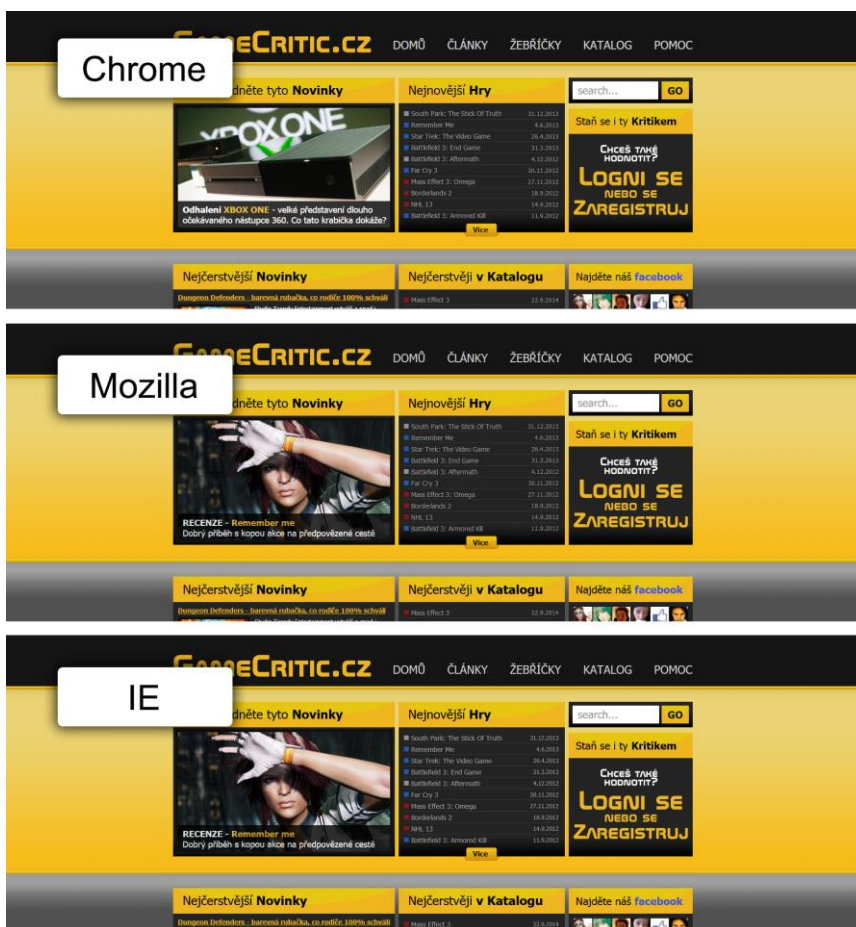 Chrome
GameCritic.cz DOMŮ ČLÁNKY ŽEBŘÍČKY KATALOG POMOC
dněte tyto Novinky
Odhalení XBOX ONE - velké představení dlouho
očekávaného nástupce 360. Co tato krabička dokáže?
Nejnovější Hry
South Park: The Stick Of Truth 31.12.2013
Remember Me 4.6.2013
Star Trek: The Video Game 26.4.2013
Battlefield 3: End Game 31.3.2013
Battlefield 3: Aftermath 4.12.2012
Far Cry 3 30.11.2012
Mass Effect 3: Omega 27.11.2012
Borderlands 2 18.9.2012
NHL 13 14.9.2012
Battlefield 3: Armored Kill 11.9.2012
Více
search... GO
Staň se i ty Kritikem
Chceš také
hodnotit?
Logni se
nebo se
Zaregistruj
Nejčerstvější Novinky
Dungeon Defenders - barevná rubačka, co rodiče 100% schválí
Nejčerstvěji v Katalogu
Mass Effect 3 22.9.2014
Najděte náš facebook
Mozilla
GameCritic.cz DOMŮ ČLÁNKY ŽEBŘÍČKY KATALOG POMOC
dněte tyto Novinky
RECENZE - Remember me
Dobrý příběh s kopou akce na předpovězené cestě
Nejnovější Hry
South Park: The Stick Of Truth 31.12.2013
Remember Me 4.6.2013
Star Trek: The Video Game 26.4.2013
Battlefield 3: End Game 31.3.2013
Battlefield 3: Aftermath 4.12.2012
Far Cry 3 30.11.2012
Mass Effect 3: Omega 27.11.2012
Borderlands 2 18.9.2012
NHL 13 14.9.2012
Battlefield 3: Armored Kill 11.9.2012
Více
search... GO
Staň se i ty Kritikem
Chceš také
hodnotit?
Logni se
nebo se
Zaregistruj
Nejčerstvější Novinky
Dungeon Defenders - barevná rubačka, co rodiče 100% schválí
Nejčerstvěji v Katalogu
Mass Effect 3 22.9.2014
Najděte náš facebook
IE
GameCritic.cz DOMŮ ČLÁNKY ŽEBŘÍČKY KATALOG POMOC
dněte tyto Novinky
RECENZE - Remember me
Dobrý příběh s kopou akce na předpovězené cestě
Nejnovější Hry
South Park: The Stick Of Truth 31.12.2013
Remember Me 4.6.2013
Star Trek: The Video Game 26.4.2013
Battlefield 3: End Game 31.3.2013
Battlefield 3: Aftermath 4.12.2012
Far Cry 3 30.11.2012
Mass Effect 3: Omega 27.11.2012
Borderlands 2 18.9.2012
NHL 13 14.9.2012
Battlefield 3: Armored Kill 11.9.2012
Více
search... GO
Staň se i ty Kritikem
Chceš také
hodnotit?
Logni se
nebo se
Zaregistruj
Nejčerstvější Novinky
Dungeon Defenders - barevná rubačka, co rodiče 100% schválí
Nejčerstvěji v Katalogu
Mass Effect 3 22.9.2014
Najděte náš facebook